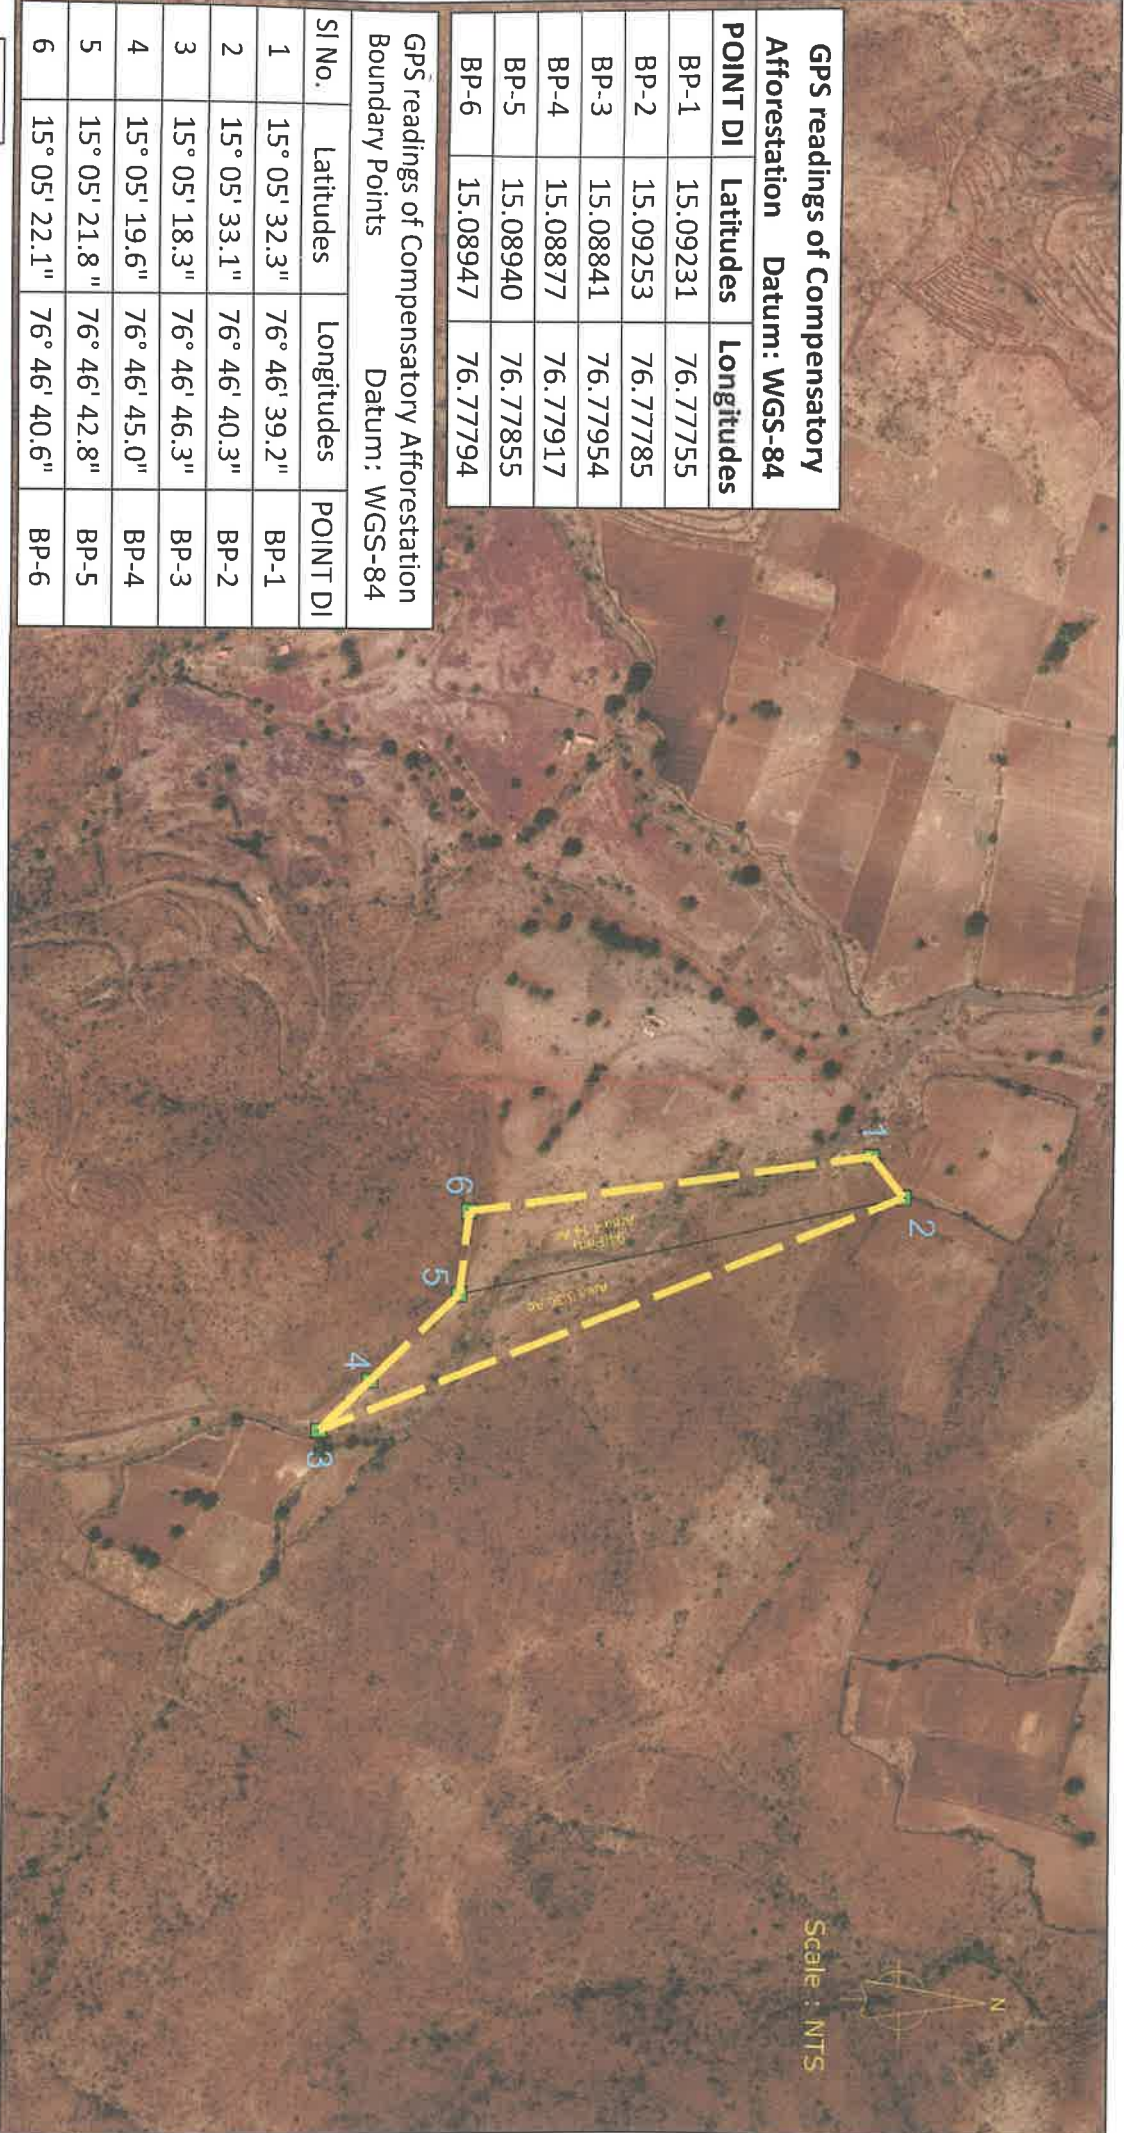 GPS readings of Compensatory
Afforestation Datum: WGS-84
POINT DI Latitudes Longitudes
BP-1 15.09231 76.77755
BP-2 15.09253 76.77785
BP-3 15.08841 76.77954
BP-4 15.08877 76.77917
BP-5 15.08940 76.77855
BP-6 15.08947 76.77794
GPS readings of Compensatory Afforestation
Boundary Points Datum: WGS-84
SI No. Latitudes Longitudes POINT DI
1 15° 05' 32.3" 76° 46' 39.2" BP-1
2 15° 05' 33.1" 76° 46' 40.3" BP-2
3 15° 05' 18.3" 76° 46' 46.3" BP-3
4 15° 05' 19.6" 76° 46' 45.0" BP-4
5 15° 05' 21.8 " 76° 46' 42.8" BP-5
6 15° 05' 22.1" 76° 46' 40.6" BP-6
1
2
6
5
4
3
N
Scale : NTS